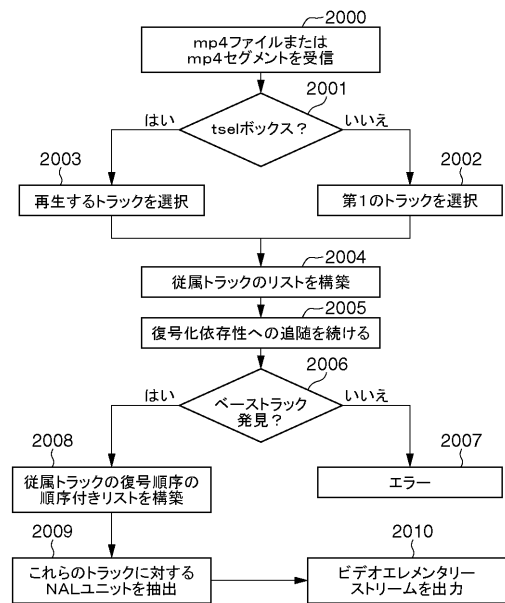 2000
mp4ファイルまたは
mp4セグメントを受信
2001
はい
tselボックス?
いいえ
2003
2002
再生するトラックを選択
第1のトラックを選択
2004
従属トラックのリストを構築
2005
復号化依存性への追随を続ける
2006
はい
ベーストラック
発見?
いいえ
2008
2007
従属トラックの復号順序の
順序付きリストを構築
エラー
2009
2010
これらのトラックに対する
NALユニットを抽出
ビデオエレメンタリー
ストリームを出力